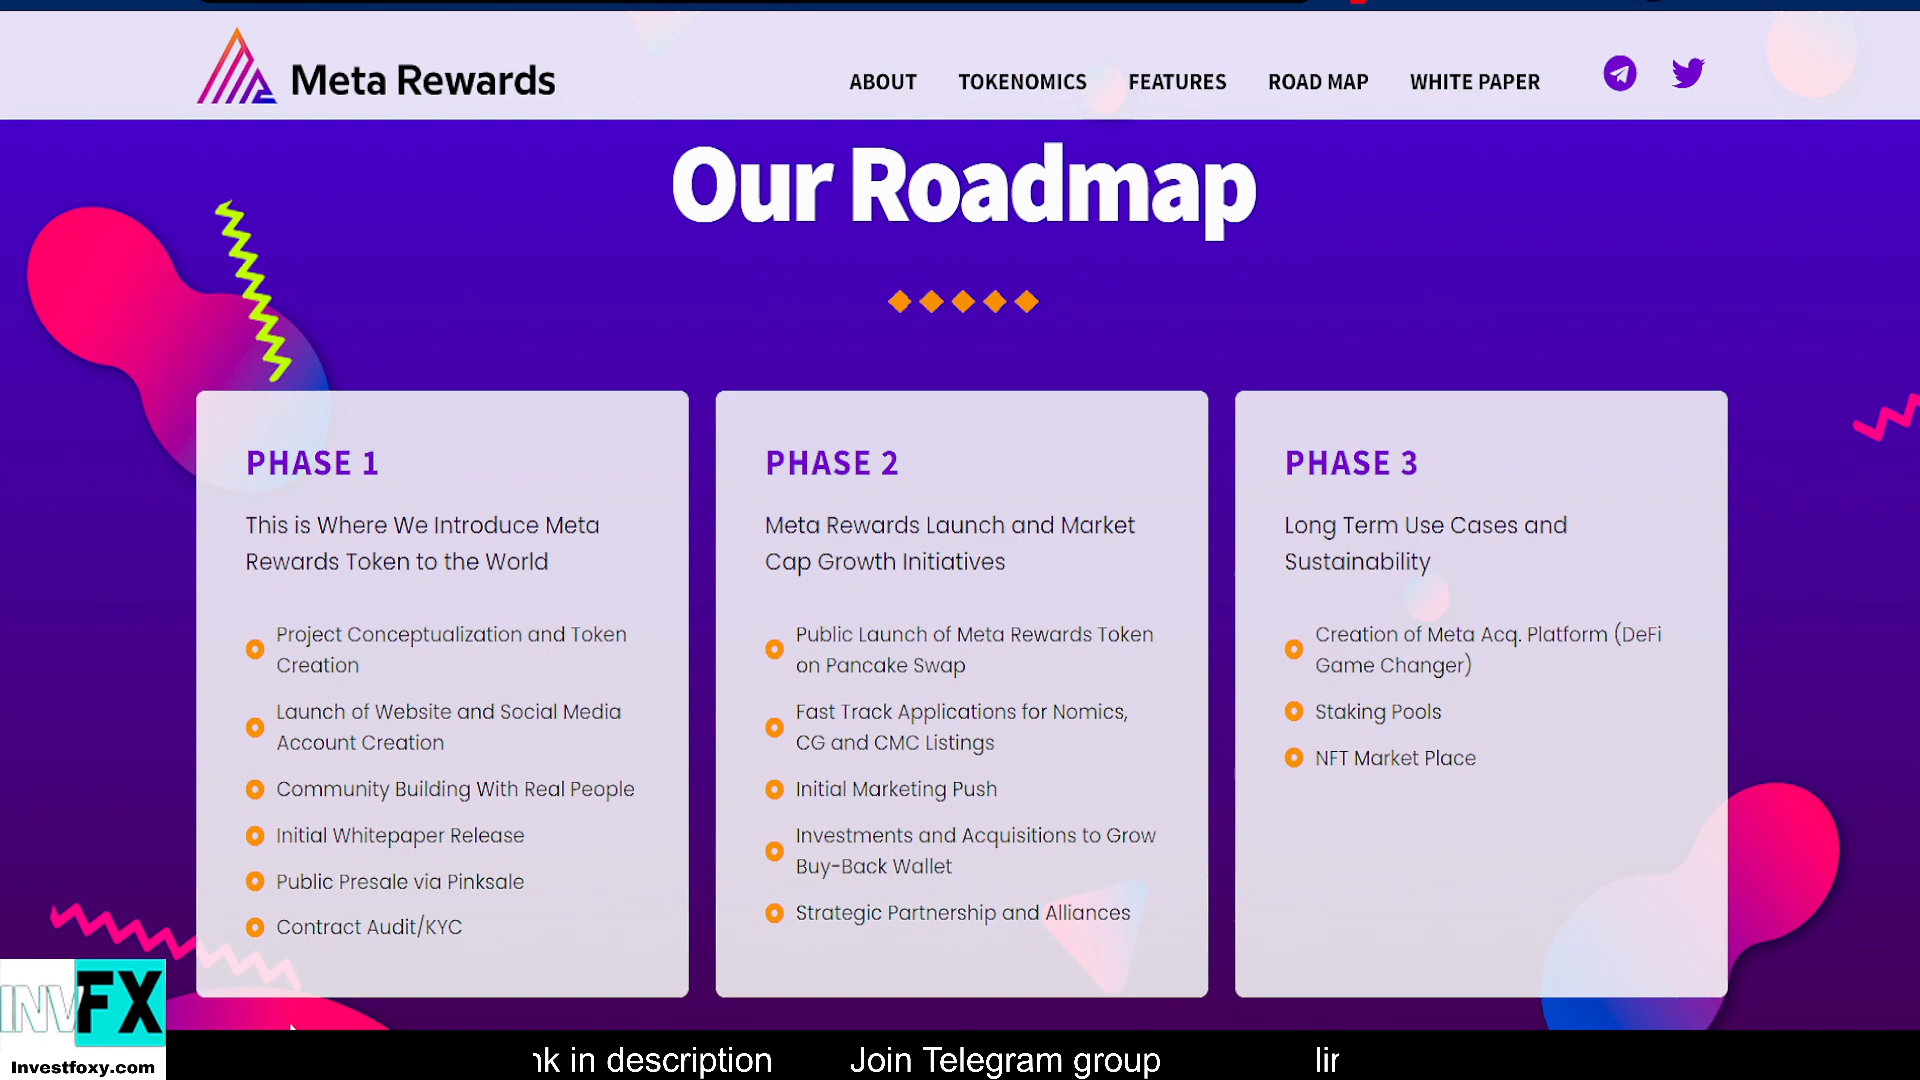 Meta Rewards
ABOUT TOKENOMICS FEATURES ROAD MAP WHITE PAPER
Our Roadmap
PHASE 1
This is Where We Introduce Meta
Rewards Token to the World
Project Conceptualization and Token
Creation
Launch of Website and Social Media
Account Creation
Community Building With Real People
Initial Whitepaper Release
Public Presale via Pinksale
Contract Audit/KYC
PHASE 2
Meta Rewards Launch and Market
Cap Growth Initiatives
Public Launch of Meta Rewards Token
on Pancake Swap
Fast Track Applications for Nomics,
CG and CMC Listings
Initial Marketing Push
Investments and Acquisitions to Grow
Buy-Back Wallet
Strategic Partnership and Alliances
PHASE 3
Long Term Use Cases and
Sustainability
Creation of Meta Acq. Platform (DeFi
Game Changer)
Staking Pools
NFT Market Place
INVFX
Investfoxy.com
in description Join Telegram group